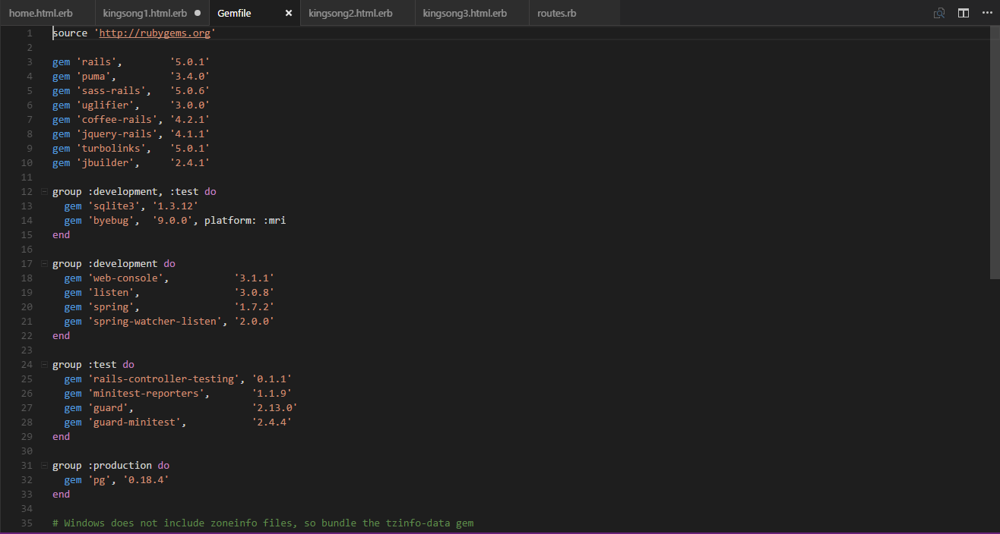 home.html.erb kingsong1.html.erb Gemfile kingsong2.html.erb kingsong3.html.erb routes.rb
1 source 'http://rubygems.org'
2
3 gem 'rails',        '5.0.1'
4 gem 'puma',         '3.4.0'
5 gem 'sass-rails',   '5.0.6'
6 gem 'uglifier',     '3.0.0'
7 gem 'coffee-rails', '4.2.1'
8 gem 'jquery-rails', '4.1.1'
9 gem 'turbolinks',   '5.0.1'
10 gem 'jbuilder',     '2.4.1'
11
12 group :development, :test do
13   gem 'sqlite3', '1.3.12'
14   gem 'byebug',  '9.0.0', platform: :mri
15 end
16
17 group :development do
18   gem 'web-console',           '3.1.1'
19   gem 'listen',                '3.0.8'
20   gem 'spring',                '1.7.2'
21   gem 'spring-watcher-listen', '2.0.0'
22 end
23
24 group :test do
25   gem 'rails-controller-testing', '0.1.1'
26   gem 'minitest-reporters',       '1.1.9'
27   gem 'guard',                    '2.13.0'
28   gem 'guard-minitest',           '2.4.4'
29 end
30
31 group :production do
32   gem 'pg', '0.18.4'
33 end
34
35 # Windows does not include zoneinfo files, so bundle the tzinfo-data gem